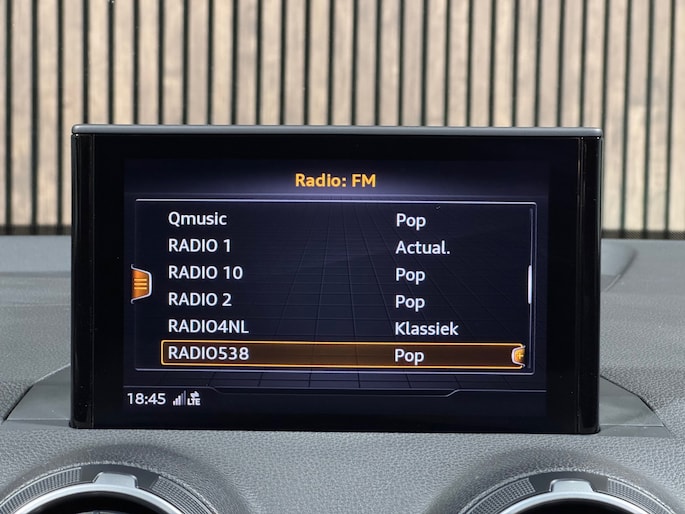 Radio: FM
Qmusic Pop
RADIO 1 Actual.
RADIO 10 Pop
RADIO 2 Pop
RADIO4NL Klassiek
RADIO538 Pop
18:45 LTE